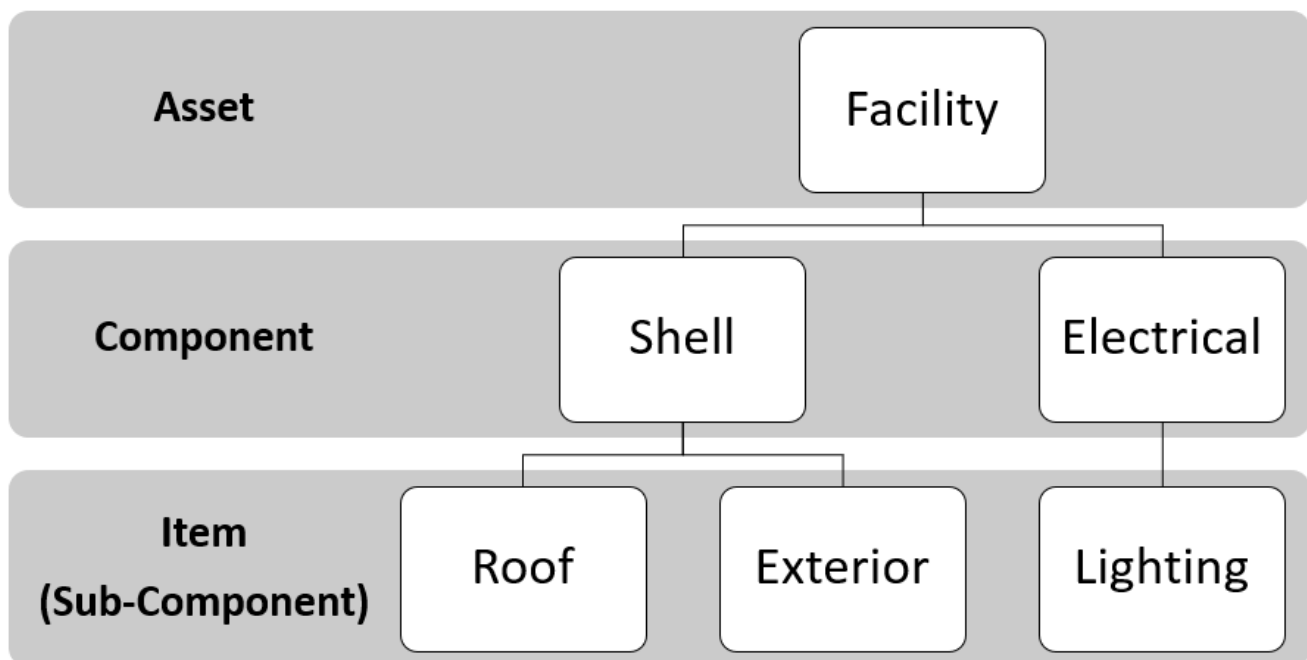 Asset
Facility
Component
Shell
Electrical
Item
(Sub-Component)
Roof
Exterior
Lighting